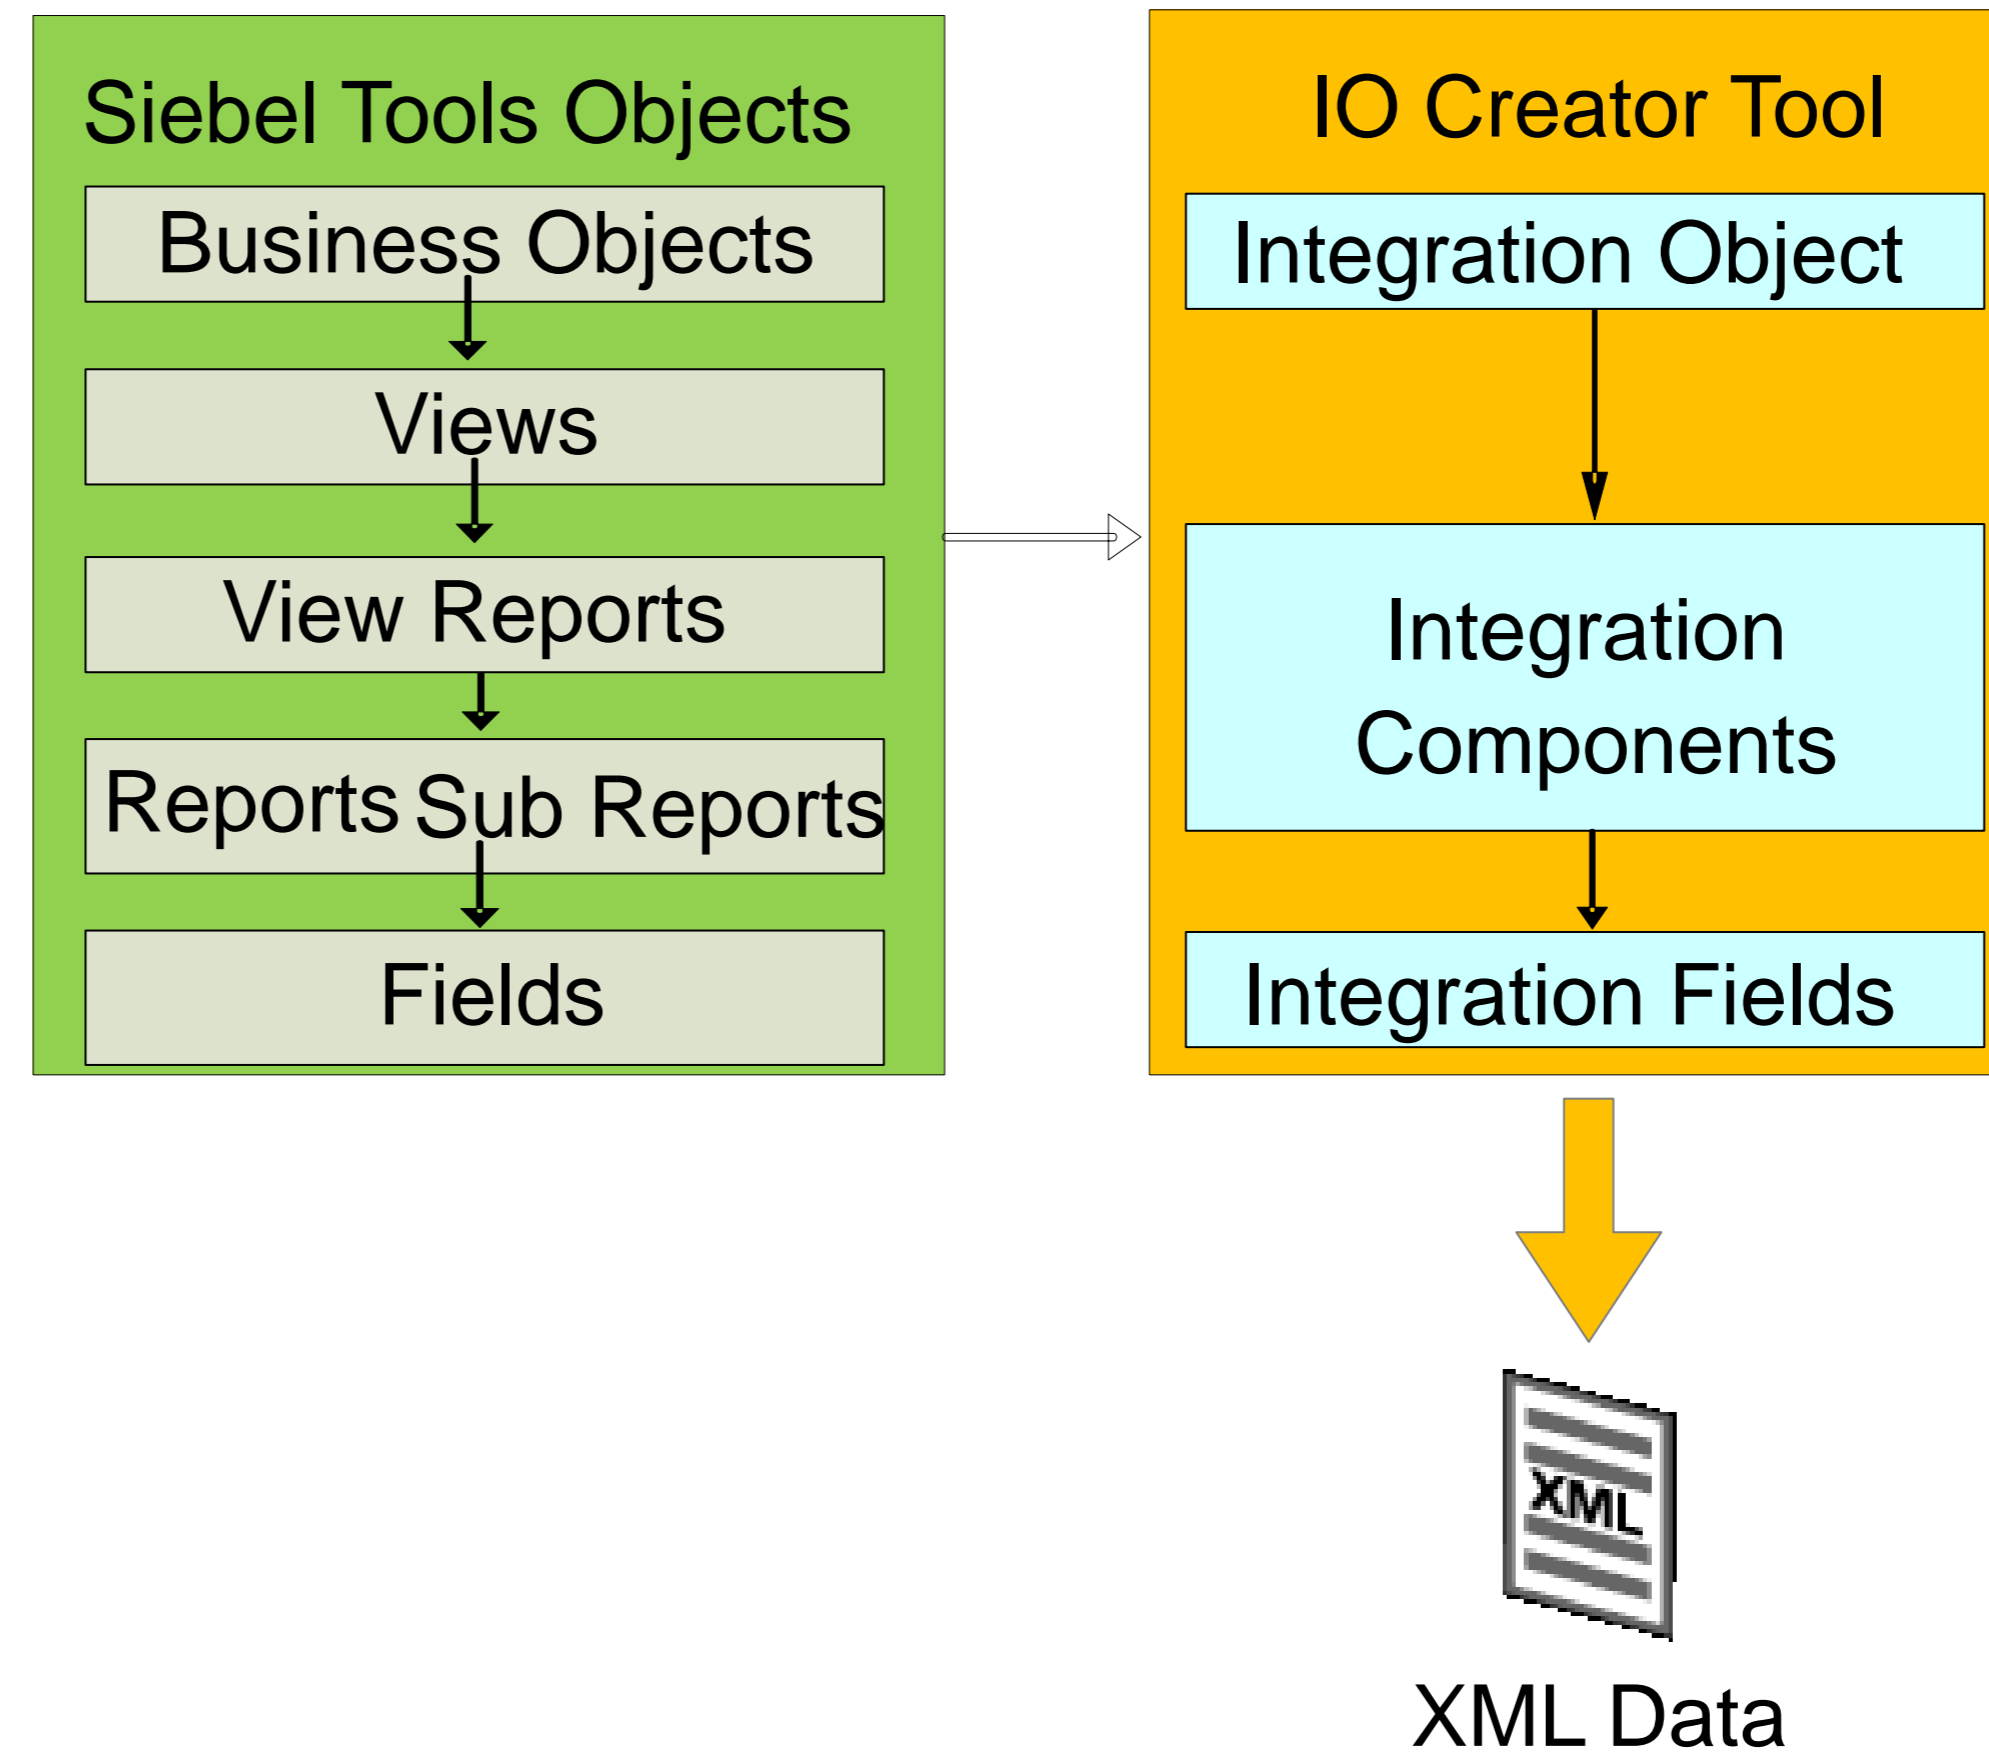 Siebel Tools Objects
Business Objects
Views
View Reports
Reports Sub Reports
Fields
IO Creator Tool
Integration Object
Integration
Components
Integration Fields
XML
XML Data